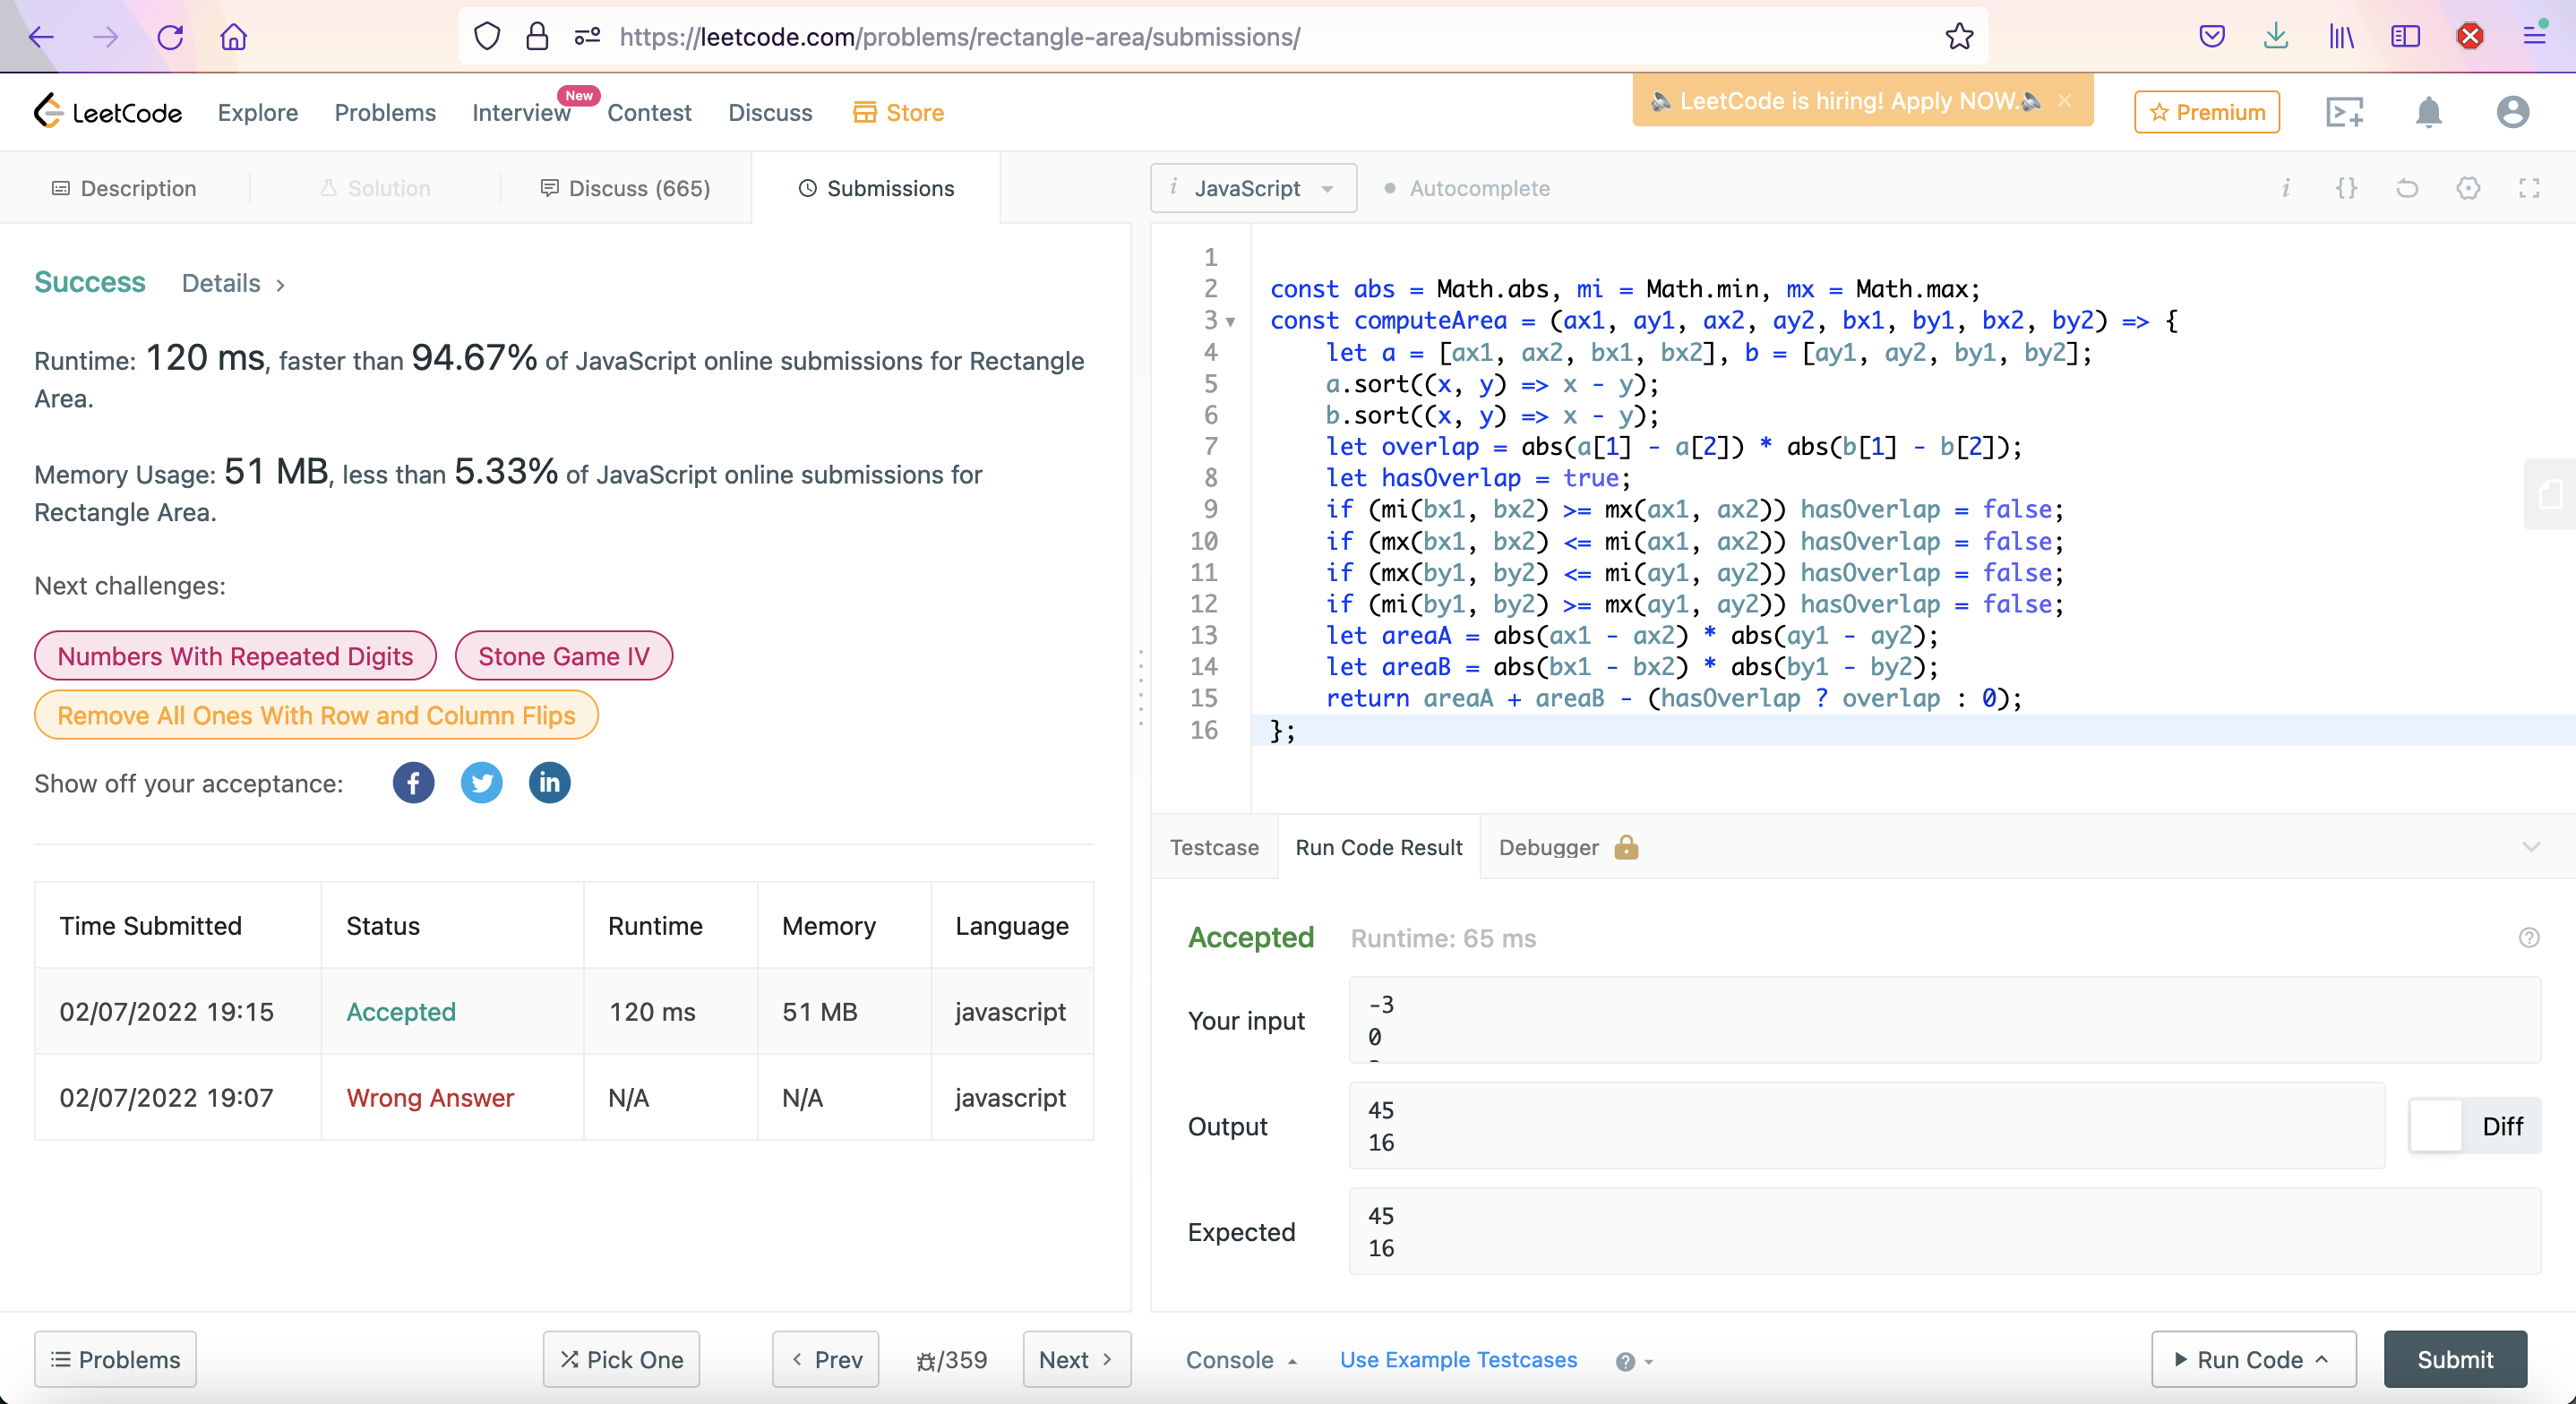 https://leetcode.com/problems/rectangle-area/submissions/
LeetCode
Explore
Problems
Interview
New
Contest
Discuss
Store
LeetCode is hiring! Apply NOW.
Premium
Description
Solution
Discuss (665)
Submissions
Success
Details >
Runtime: 120 ms, faster than 94.67% of JavaScript online submissions for Rectangle
Area.
Memory Usage: 51 MB, less than 5.33% of JavaScript online submissions for
Rectangle Area.
Next challenges:
Numbers With Repeated Digits
Stone Game IV
Remove All Ones With Row and Column Flips
Show off your acceptance:
Time Submitted Status Runtime Memory Language
02/07/2022 19:15 Accepted 120 ms 51 MB javascript
02/07/2022 19:07 Wrong Answer N/A N/A javascript
Problems
Pick One
Prev
/359
Next
i JavaScript
Autocomplete
1
2 const abs = Math.abs, mi = Math.min, mx = Math.max;
3 const computeArea = (ax1, ay1, ax2, ay2, bx1, by1, bx2, by2) => {
4 let a = [ax1, ax2, bx1, bx2], b = [ay1, ay2, by1, by2];
5 a.sort((x, y) => x - y);
6 b.sort((x, y) => x - y);
7 let overlap = abs(a[1] - a[2]) * abs(b[1] - b[2]);
8 let hasOverlap = true;
9 if (mi(bx1, bx2) >= mx(ax1, ax2)) hasOverlap = false;
10 if (mx(bx1, bx2) <= mi(ax1, ax2)) hasOverlap = false;
11 if (mx(by1, by2) <= mi(ay1, ay2)) hasOverlap = false;
12 if (mi(by1, by2) >= mx(ay1, ay2)) hasOverlap = false;
13 let areaA = abs(ax1 - ax2) * abs(ay1 - ay2);
14 let areaB = abs(bx1 - bx2) * abs(by1 - by2);
15 return areaA + areaB - (hasOverlap ? overlap : 0);
16 };
Testcase
Run Code Result
Debugger
Accepted
Runtime: 65 ms
Your input
-3
0
Output
45
16
Diff
Expected
45
16
Console
Use Example Testcases
Run Code
Submit